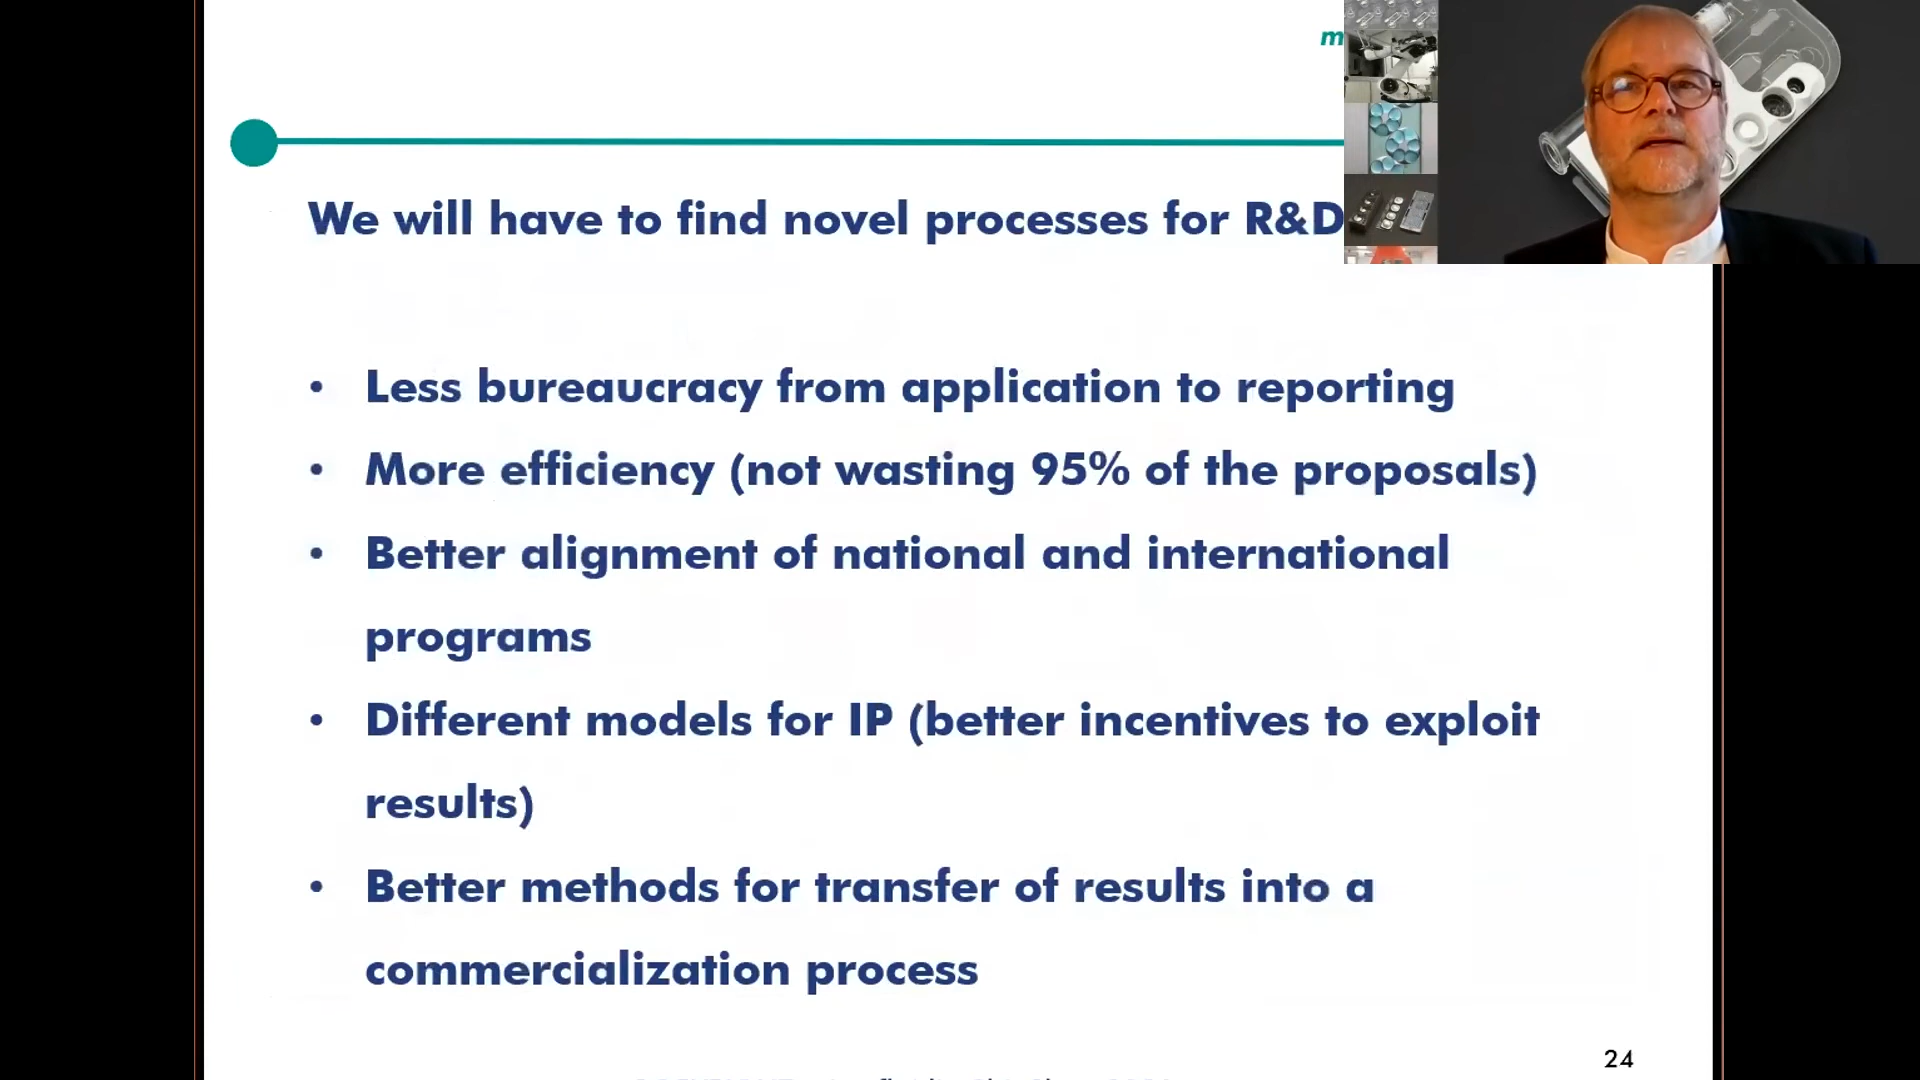 We will have to find novel processes for R&D
• Less bureaucracy from application to reporting
• More efficiency (not wasting 95% of the proposals)
• Better alignment of national and international
programs
• Different models for IP (better incentives to exploit
results)
• Better methods for transfer of results into a
commercialization process
24